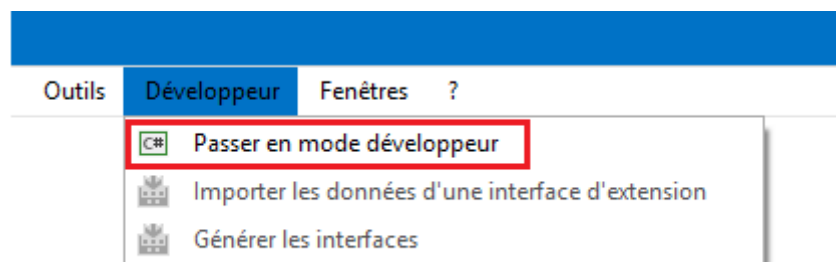 Outils Développeur Fenêtres ?
C# Passer en mode développeur
Importer les données d'une interface d'extension
Générer les interfaces